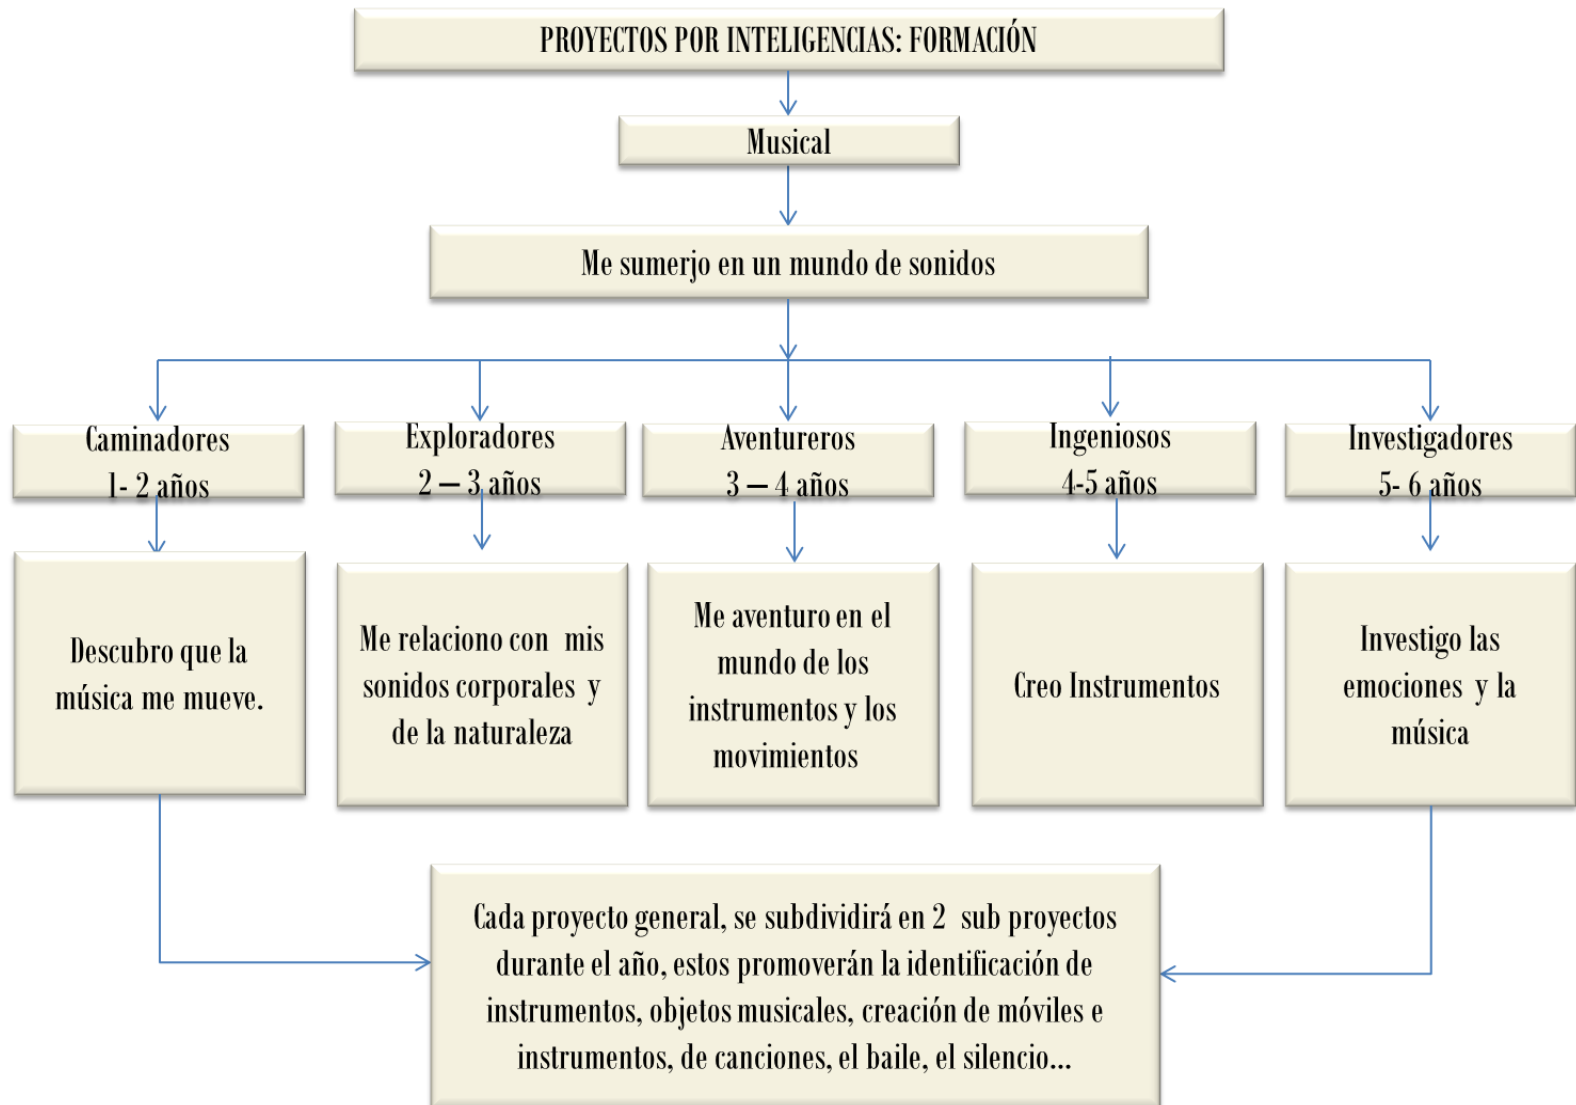 PROYECTOS POR INTELIGENCIAS: FORMACIÓN
Musical
Me sumerjo en un mundo de sonidos
Caminadores
1- 2 años
Exploradores
2 – 3 años
Aventureros
3 – 4 años
Ingeniosos
4-5 años
Investigadores
5- 6 años
Descubro que la
música me mueve.
Me relaciono con mis
sonidos corporales y
de la naturaleza
Me aventuro en el
mundo de los
instrumentos y los
movimientos
Creo Instrumentos
Investigo las
emociones y la
música
Cada proyecto general, se subdividirá en 2 sub proyectos
durante el año, estos promoverán la identificación de
instrumentos, objetos musicales, creación de móviles e
instrumentos, de canciones, el baile, el silencio...